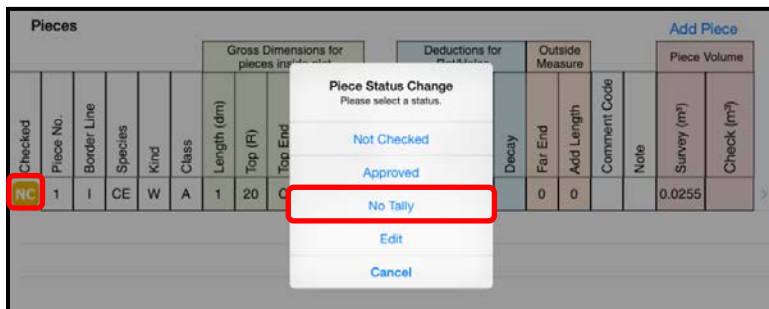 Pieces
Add Piece
Gross Dimensions for
pieces inside plot
Deductions for
Rot/Holes
Outside
Measure
Piece Volume
Checked
Piece No.
Border Line
Species
Kind
Class
Length (dm)
Top (R)
Top End
Decay
Far End
Add Length
Comment Code
Note
Survey (m³)
Check (m³)
NC 1 I CE W A 1 20 0 0 0.0255
Piece Status Change
Please select a status.
Not Checked
Approved
No Tally
Edit
Cancel